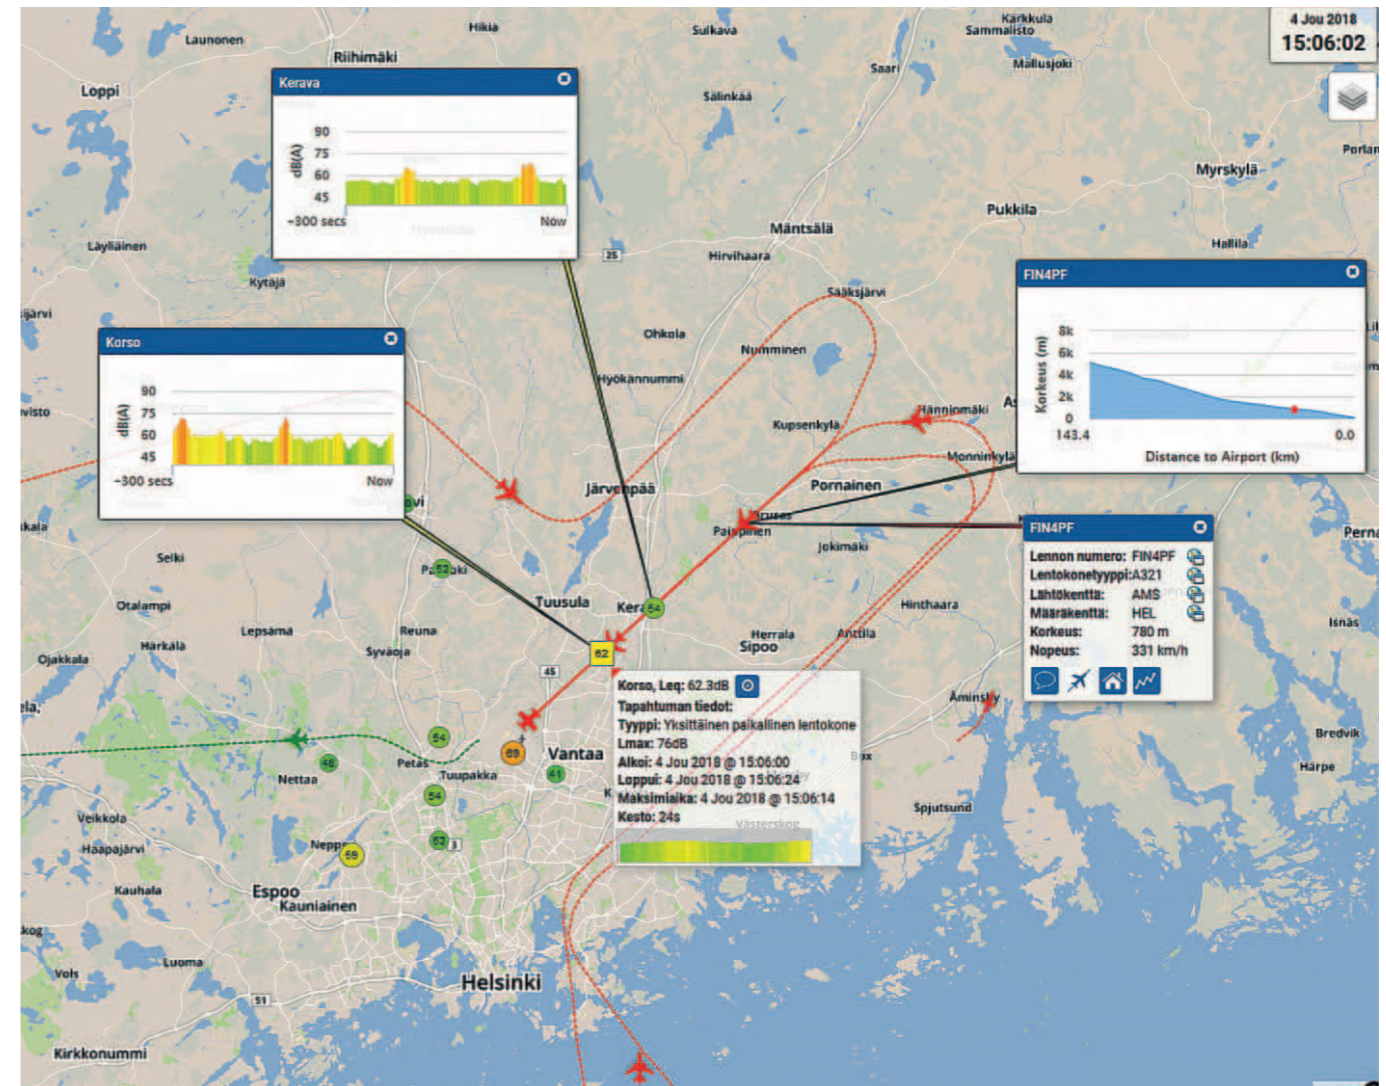 Launonen
Hikiä
Sulkava
Kärkkula
Sammalisto
4 Jou 2018
15:06:02
Riihimäki
Saari
Mallusjoki
Loppi
Sälinkää
Kerava
90
75
60
45
dB(A)
-300 secs
Now
Myrskylä
Pukkila
Mäntsälä
Hallila
Läyliäinen
25
Hirvihaara
Kytäjä
Sääksjärvi
FIN4PF
8k
6k
4k
2k
0
Korkeus (m)
143.4
0.0
Distance to Airport (km)
Korso
90
75
60
45
dB(A)
-300 secs
Now
Ohkola
Numminen
Hyökännummi
Hänninmäki
Kupsenkylä
Monninkylä
Järvenpää
Pornainen
Jokimäki
Selki
52
FIN4PF
Lennon numero: FIN4PF
Lentokonetyyppi: A321
Lähtökenttä: AMS
Määräkenttä: HEL
Korkeus: 780 m
Nopeus: 331 km/h
Otalampi
Tuusula
54
Hinthaara
Isnäs
Lepsämä
Reuna
Herrala
Anttila
Härkälä
Syväoja
Sipoo
Ojakkala
62
45
Korso, Leq: 62.3dB
Tapahtuman tiedot:
Tyyppi: Yksittäinen paikallinen lentokone
Lmax: 76dB
Alkoi: 4 Jou 2018 @ 15:06:00
Loppui: 4 Jou 2018 @ 15:06:24
Maksimiaika: 4 Jou 2018 @ 15:06:14
Kesto: 24s
Västerskog
54
69
Vantaa
Bredvik
Härpe
Petas
48
Nettaa
Tuupakka
41
54
Spjutsund
Veikkola
Haapajärvi
52
3
59
Kauhala
Espoo
Kauniainen
Luoma
Vols
Helsinki
51
Kirkkonummi